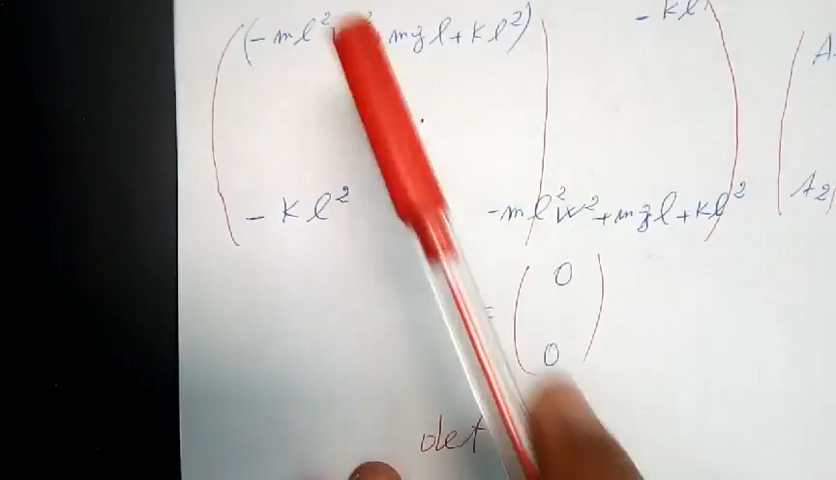 (-ml² + mgl + Kl²) -Kl
-Kl² -ml²w² + mgl + Kl² A₂
= 0
0
det